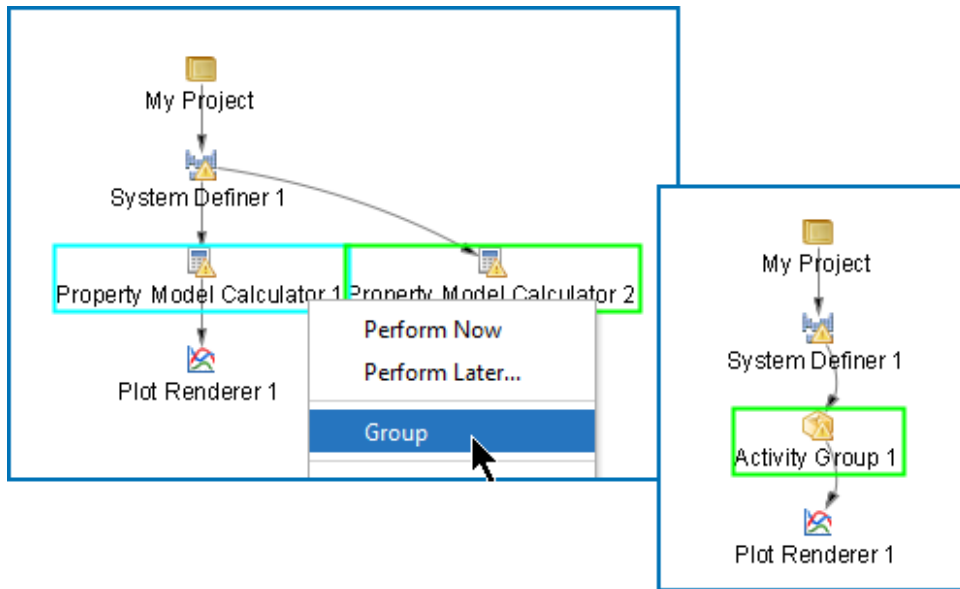 My Project
System Definer 1
Property Model Calculator 1
Property Model Calculator 2
Perform Now
Perform Later...
Group
Plot Renderer 1
My Project
System Definer 1
Activity Group 1
Plot Renderer 1